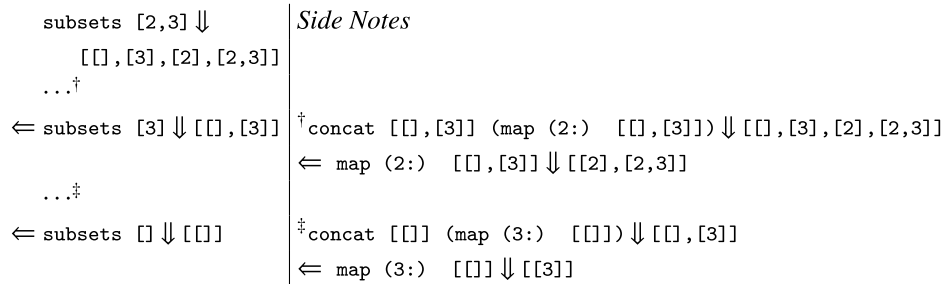 subsets [2,3] ⇓ Side Notes
[[],[3],[2],[2,3]]
...†
⇐ subsets [3] ⇓ [[],[3]] †concat [[],[3]] (map (2:) [[],[3]]) ⇓ [[],[3],[2],[2,3]]
⇐ map (2:) [[],[3]] ⇓ [[2],[2,3]]
...‡
⇐ subsets [] ⇓ [[]] ‡concat [[]] (map (3:) [[]]) ⇓ [[],[3]]
⇐ map (3:) [[]] ⇓ [[3]]